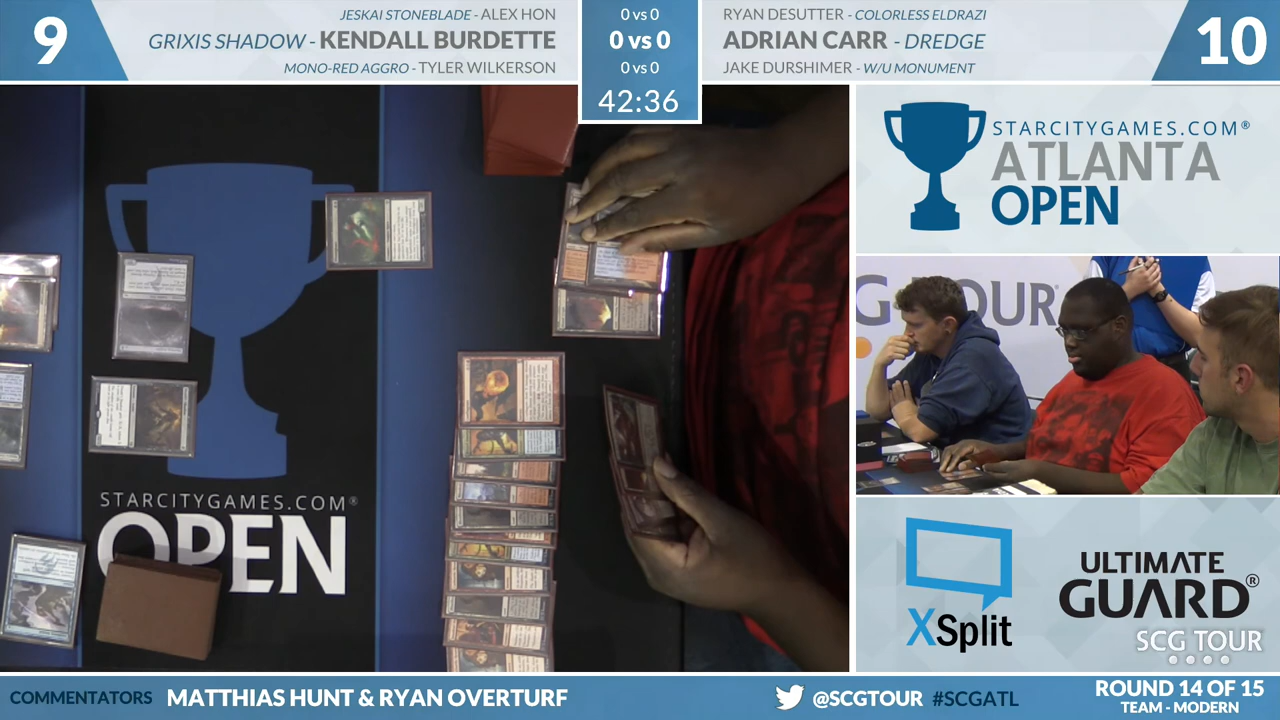 9
JESKAI STONEBLADE - ALEX HON
GRIXIS SHADOW - KENDALL BURDETTE
MONO-RED AGGRO - TYLER WILKERSON
0 vs 0
0 vs 0
0 vs 0
42:36
RYAN DESUTTER - COLORLESS ELDRAZI
ADRIAN CARR - DREDGE
JAKE DURSHIMER - W/U MONUMENT
10
STARCITYGAMES.COM®
OPEN
STARCITYGAMES.COM®
ATLANTA
OPEN
G TOUR
XSplit
ULTIMATE
GUARD®
SCG TOUR
COMMENTATORS MATTHIAS HUNT & RYAN OVERTURF
@SCGTOUR #SCGATL
ROUND 14 OF 15
TEAM - MODERN